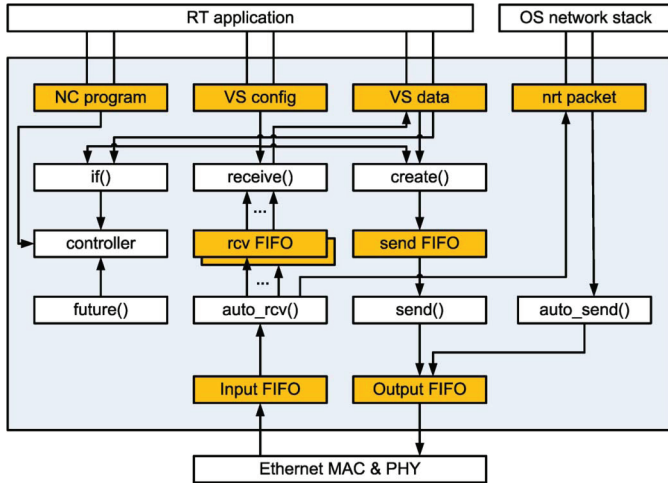 RT application
OS network stack
NC program
VS config
VS data
nrt packet
if()
receive()
create()
...
controller
rcv FIFO
send FIFO
...
future()
auto_rcv()
send()
auto_send()
Input FIFO
Output FIFO
Ethernet MAC & PHY